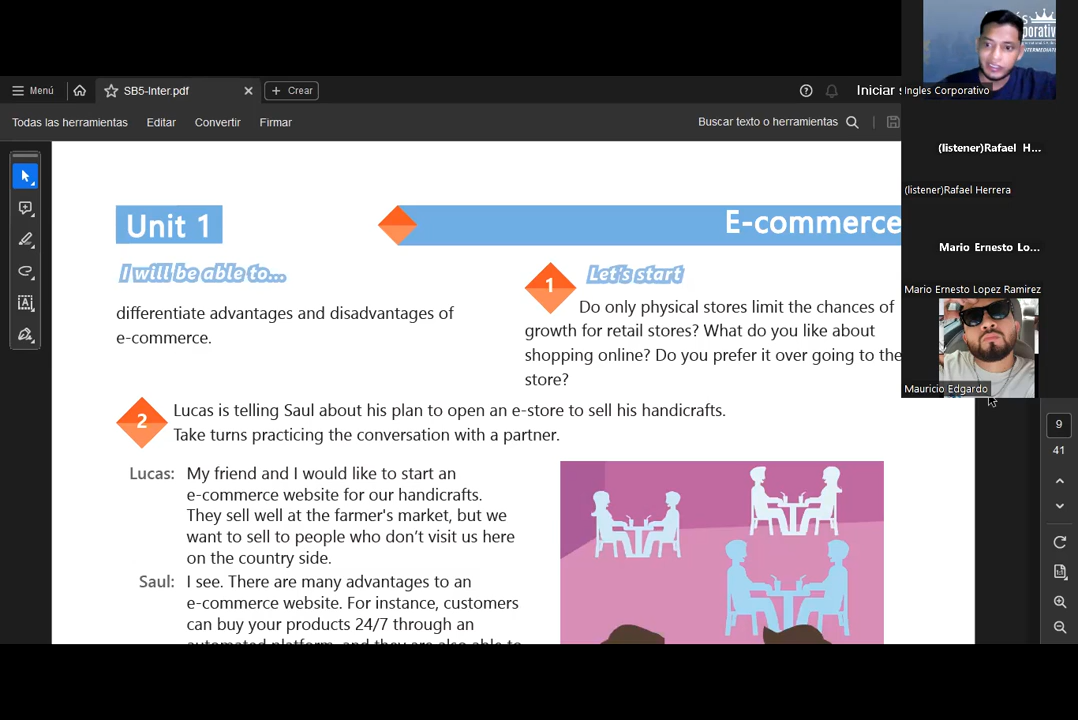 Menú
SB5-Inter.pdf
Crear
Iniciar s
Todas las herramientas
Editar
Convertir
Firmar
Buscar texto o herramientas
Unit 1
E-commerce
I will be able to...
differentiate advantages and disadvantages of
e-commerce.
1
Let's start
Do only physical stores limit the chances of
growth for retail stores? What do you like about
shopping online? Do you prefer it over going to the
store?
2
Lucas is telling Saul about his plan to open an e-store to sell his handicrafts.
Take turns practicing the conversation with a partner.
Lucas: My friend and I would like to start an
e-commerce website for our handicrafts.
They sell well at the farmer's market, but we
want to sell to people who don't visit us here
on the country side.
Saul: I see. There are many advantages to an
e-commerce website. For instance, customers
can buy your products 24/7 through an
automated platform, and they are also able to
Ingles Corporativo
(listener)Rafael H...
(listener)Rafael Herrera
Mario Ernesto Lo...
Mario Ernesto Lopez Ramirez
Mauricio Edgardo
9
41